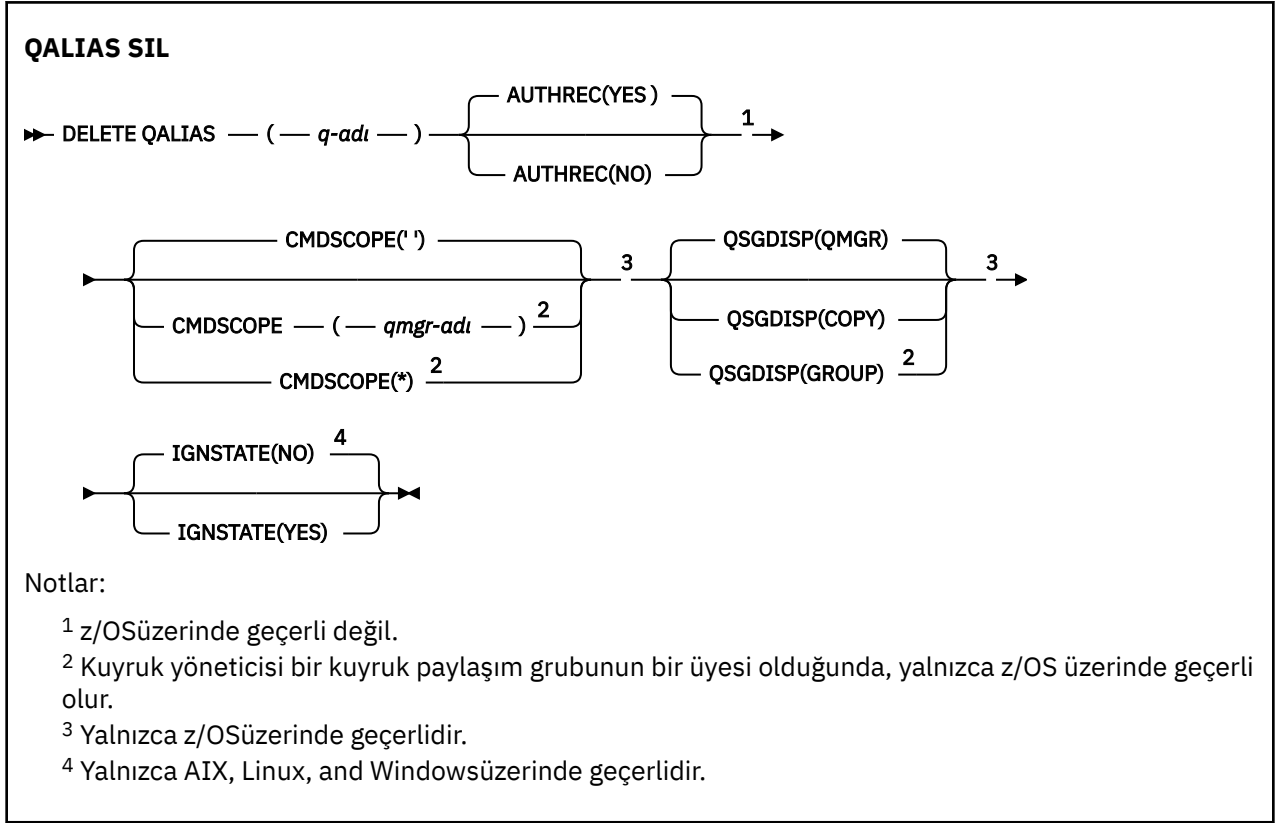 QALIAS SIL
AUTHREC(YES )
DELETE QALIAS ( q-adı ) 1
AUTHREC(NO)
CMDSCOPE(' ') QSGDISP(QMGR)
3 3
CMDSCOPE ( qmgr-adı ) 2 QSGDISP(COPY)
CMDSCOPE(*) 2 QSGDISP(GROUP) 2
IGNSTATE(NO) 4
IGNSTATE(YES)
Notlar:
1 z/OSüzerinde geçerli değil.
2 Kuyruk yöneticisi bir kuyruk paylaşım grubunun bir üyesi olduğunda, yalnızca z/OS üzerinde geçerli
olur.
3 Yalnızca z/OSüzerinde geçerlidir.
4 Yalnızca AIX, Linux, and Windowsüzerinde geçerlidir.